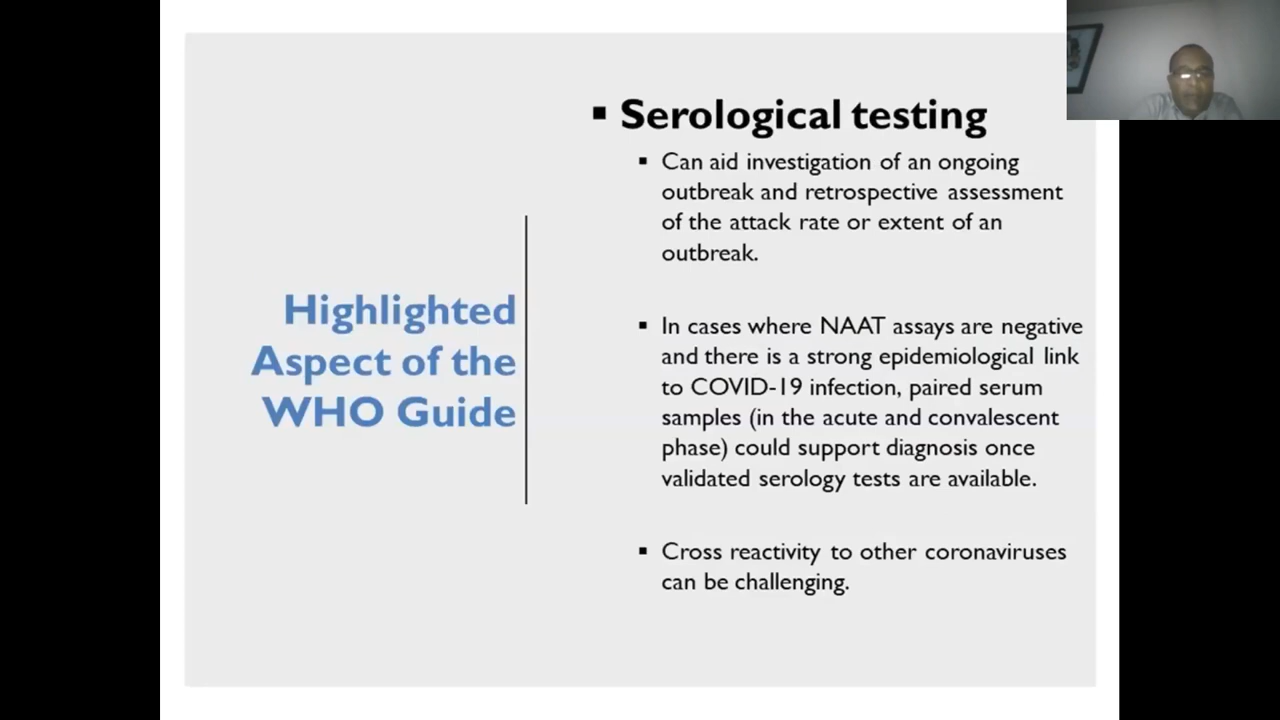 Highlighted
Aspect of the
WHO Guide
▪ Serological testing
▪ Can aid investigation of an ongoing
outbreak and retrospective assessment
of the attack rate or extent of an
outbreak.
▪ In cases where NAAT assays are negative
and there is a strong epidemiological link
to COVID-19 infection, paired serum
samples (in the acute and convalescent
phase) could support diagnosis once
validated serology tests are available.
▪ Cross reactivity to other coronaviruses
can be challenging.